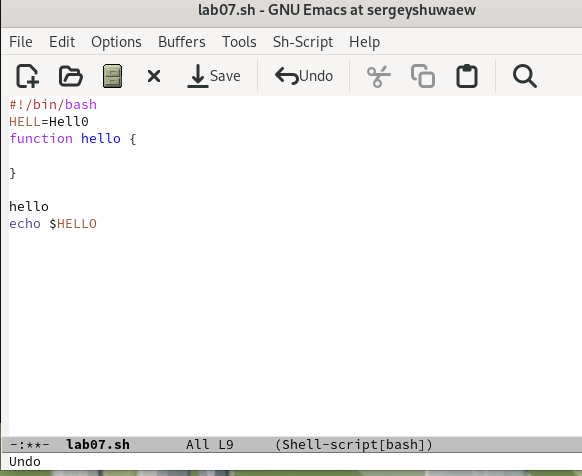 lab07.sh - GNU Emacs at sergeyshuwaew
File Edit Options Buffers Tools Sh-Script Help
Save Undo
#!/bin/bash
HELL=Hell0
function hello {
}
hello
echo $HELLO
-:**- lab07.sh All L9 (Shell-script[bash])
Undo